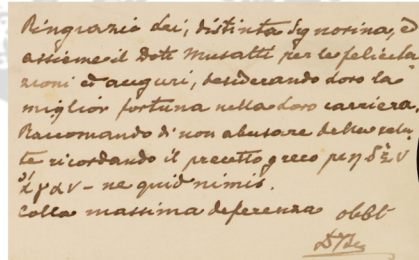 Ringrazio Lei, distinta Signorina, ed
assieme il Dott Musatti per le felicita
zioni ed auguri, desiderando loro la
miglior fortuna nella loro carriera.
Raccomando di non abusare della salu
te ricordando il precetto greco μηδὲν
ἄγαν - ne quid nimis.
Colla massima deferenza obbt